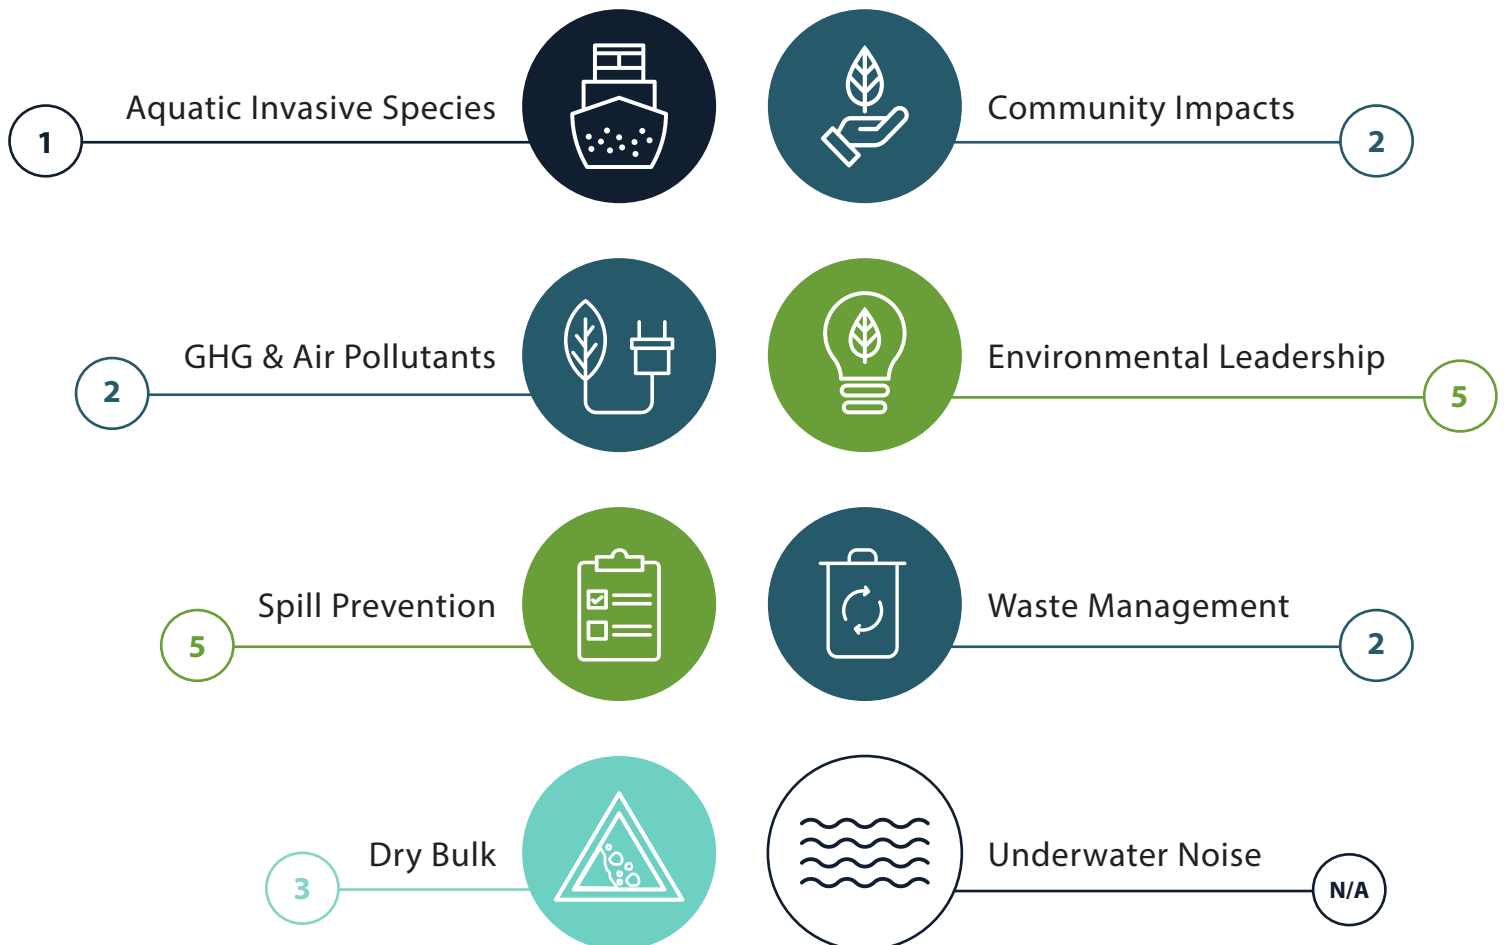 Aquatic Invasive Species
1
Community Impacts
2
GHG & Air Pollutants
2
Environmental Leadership
5
Spill Prevention
5
Waste Management
2
Dry Bulk
3
Underwater Noise
N/A